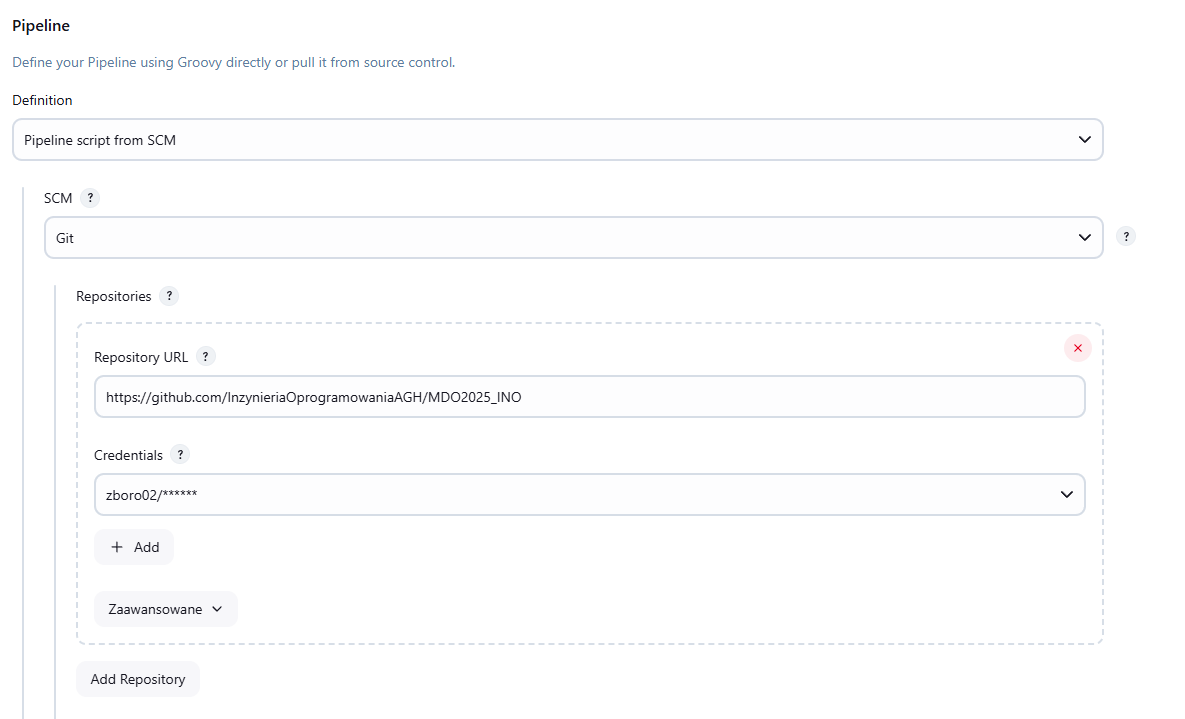 Pipeline
Define your Pipeline using Groovy directly or pull it from source control.
Definition
Pipeline script from SCM
SCM ?
Git
?
Repositories ?
Repository URL ?
https://github.com/InzynieriaOprogramowaniaAGH/MDO2025_INO
Credentials ?
zboro02/******
+ Add
Zaawansowane
Add Repository